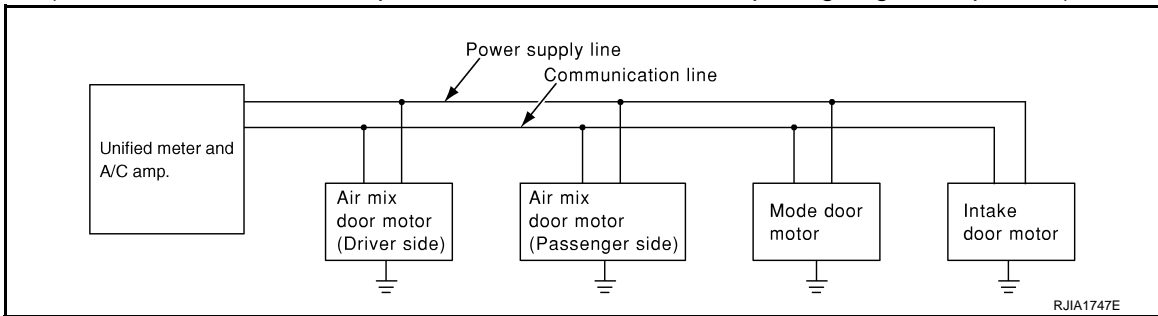 Power supply line
Communication line
Unified meter and
A/C amp.
Air mix
door motor
(Driver side)
Air mix
door motor
(Passenger side)
Mode door
motor
Intake
door motor
RJIA1747E